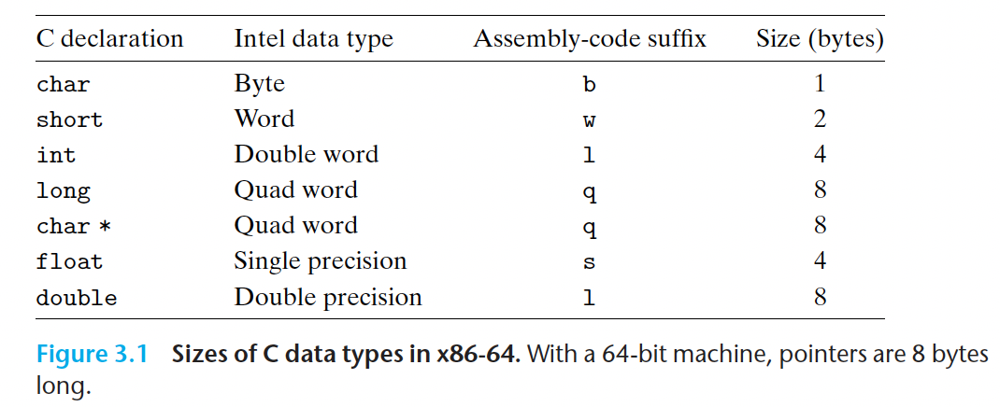 C declaration Intel data type Assembly-code suffix Size (bytes)
char Byte b 1
short Word w 2
int Double word l 4
long Quad word q 8
char * Quad word q 8
float Single precision s 4
double Double precision l 8
Figure 3.1 Sizes of C data types in x86-64. With a 64-bit machine, pointers are 8 bytes
long.